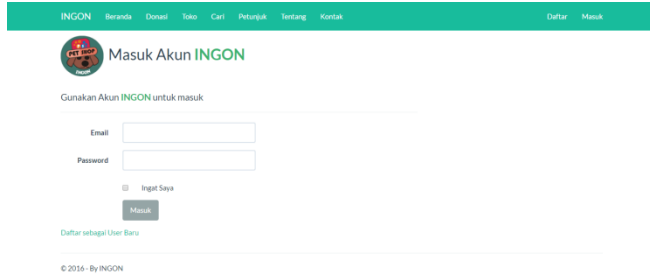 INGON Beranda Donasi Toko Cari Petunjuk Tentang Kontak Daftar Masuk
PET SHOP
INGON
Masuk Akun INGON
Gunakan Akun INGON untuk masuk
Email
Password
Ingat Saya
Masuk
Daftar sebagai User Baru
© 2016 - By INGON